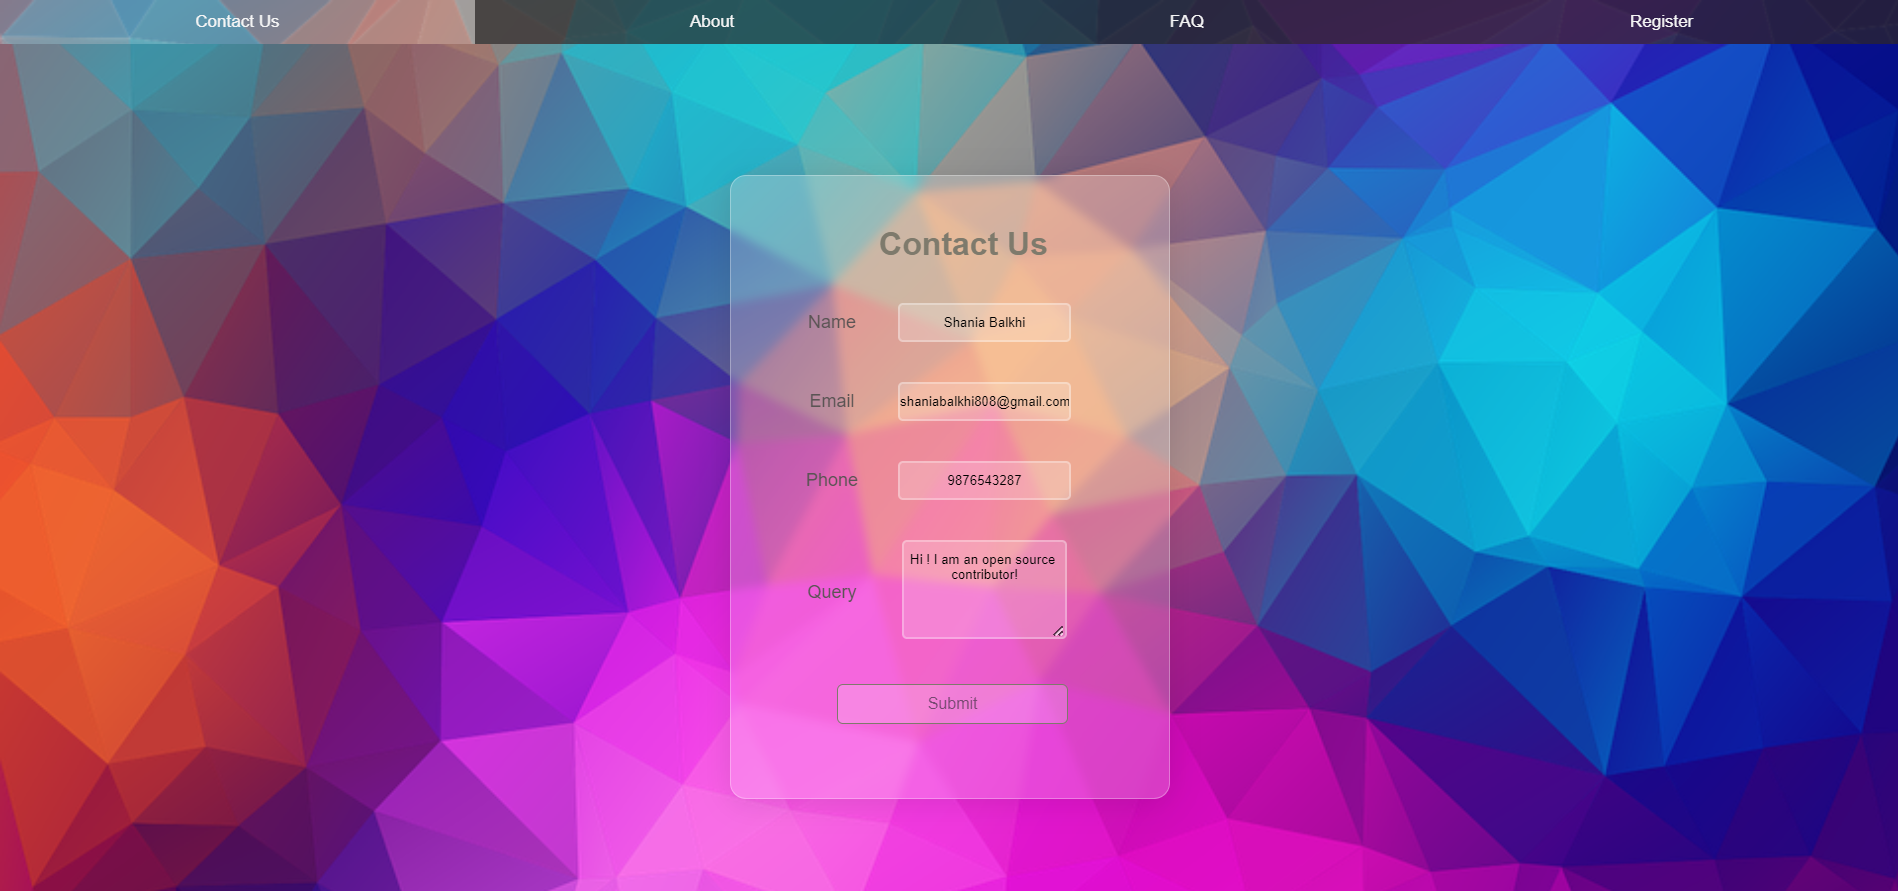 Contact Us
About
FAQ
Register
Contact Us
Name
Shania Balkhi
Email
shaniabalkhi808@gmail.com
Phone
9876543287
Query
Hi ! I am an open source
contributor!
Submit